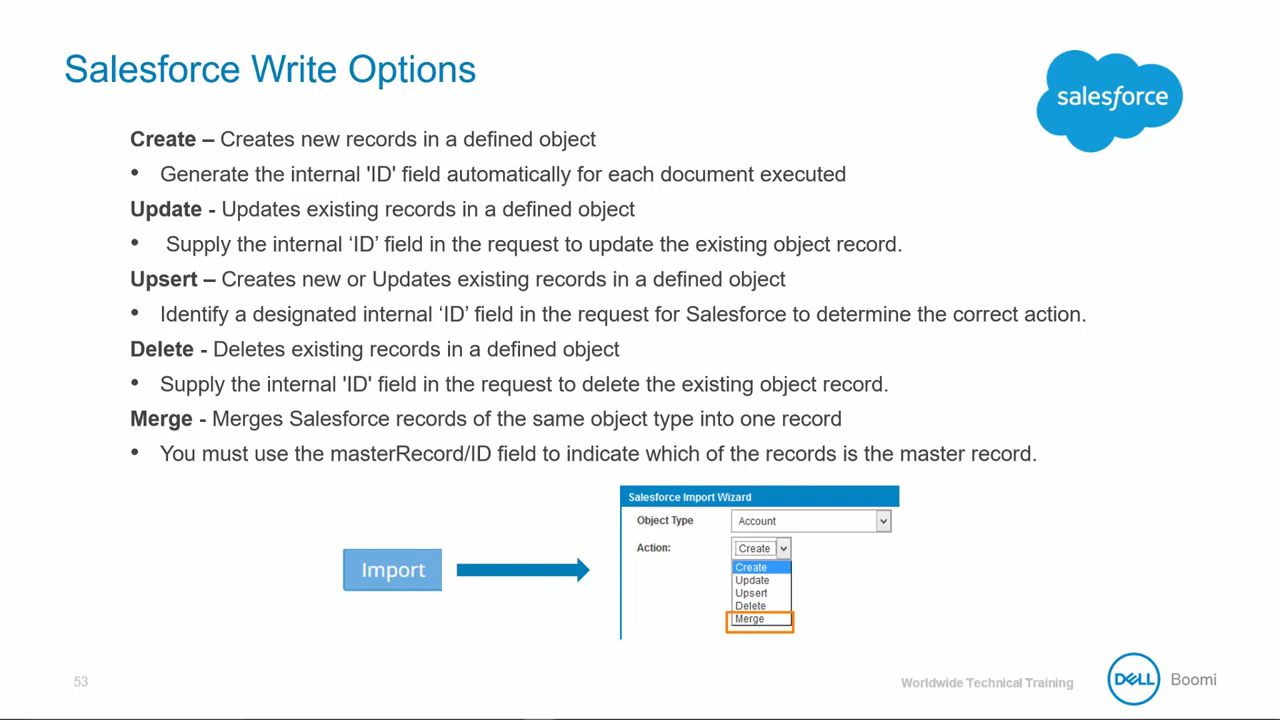 Salesforce Write Options
salesforce
Create – Creates new records in a defined object
• Generate the internal 'ID' field automatically for each document executed
Update - Updates existing records in a defined object
• Supply the internal ‘ID’ field in the request to update the existing object record.
Upsert – Creates new or Updates existing records in a defined object
• Identify a designated internal ‘ID’ field in the request for Salesforce to determine the correct action.
Delete - Deletes existing records in a defined object
• Supply the internal 'ID' field in the request to delete the existing object record.
Merge - Merges Salesforce records of the same object type into one record
• You must use the masterRecord/ID field to indicate which of the records is the master record.
Import
Salesforce Import Wizard
Object Type Account
Action: Create
Create
Update
Upsert
Delete
Merge
53
Worldwide Technical Training
DELL Boomi